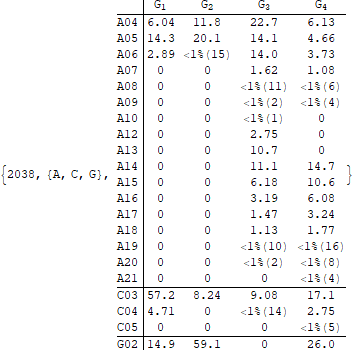 G1 G2 G3 G4
A04 6.04 11.8 22.7 6.13
A05 14.3 20.1 14.1 4.66
A06 2.89 <1%(15) 14.0 3.73
A07 0 0 1.62 1.08
A08 0 0 <1%(11) <1%(6)
A09 0 0 <1%(2) <1%(4)
A10 0 0 <1%(1) 0
A12 0 0 2.75 0
A13 0 0 10.7 0
A14 0 0 11.1 14.7
{2038, {A, C, G}, A15 0 0 6.18 10.6 }
A16 0 0 3.19 6.08
A17 0 0 1.47 3.24
A18 0 0 1.13 1.77
A19 0 0 <1%(10) <1%(16)
A20 0 0 <1%(2) <1%(8)
A21 0 0 0 <1%(4)
C03 57.2 8.24 9.08 17.1
C04 4.71 0 <1%(14) 2.75
C05 0 0 0 <1%(5)
G02 14.9 59.1 0 26.0